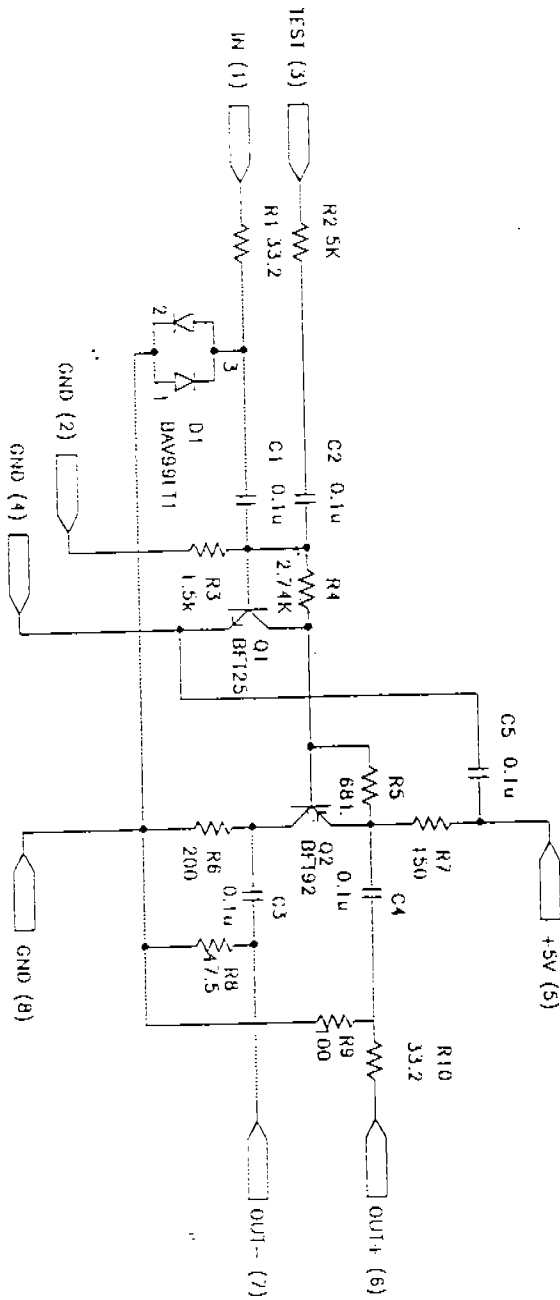 TEST (3)
IN (1)
R2 5K
R1 33.2
2
3
1
D1
BAV99LT1
GND (2)
GND (4)
C2 0.1u
C1 0.1u
R4
2.74K
R3
1.5k
Q1
BFT25
C5 0.1u
R5
681.
Q2
BFT92
R7
150
+5V (5)
R6
200
C3
0.1u
C4
0.1u
GND (8)
R8
47.5
R9
100
R10
33.2
OUT+ (6)
OUT- (7)